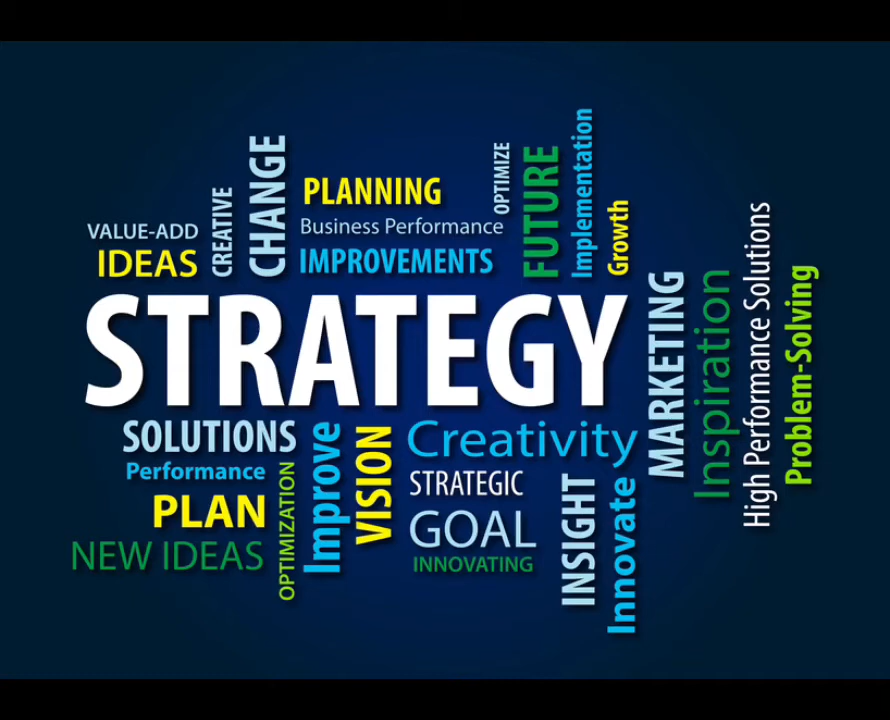 VALUE-ADD
IDEAS
CREATIVE
CHANGE
PLANNING
Business Performance
IMPROVEMENTS
OPTIMIZE
FUTURE
Implementation
Growth
STRATEGY
MARKETING
Inspiration
High Performance Solutions
Problem-Solving
SOLUTIONS
Performance
PLAN
NEW IDEAS
OPTIMIZATION
Improve
VISION
Creativity
STRATEGIC
GOAL
INNOVATING
INSIGHT
Innovate